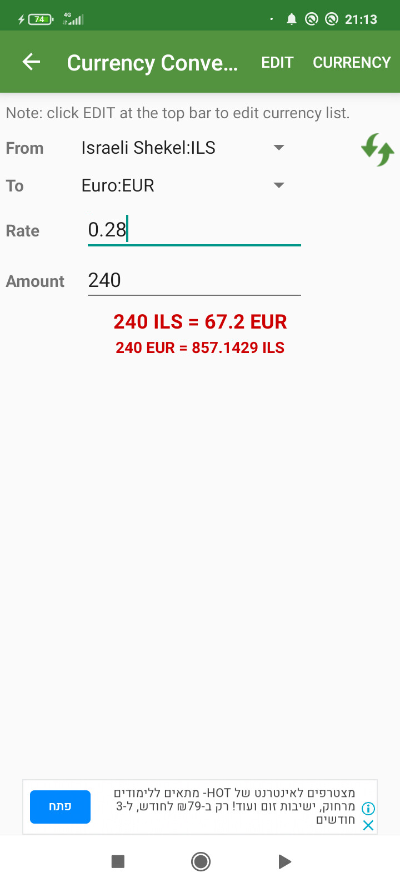 74
4G
21:13
Currency Conve...
EDIT
CURRENCY
Note: click EDIT at the top bar to edit currency list.
From
Israeli Shekel:ILS
To
Euro:EUR
Rate
0.28
Amount
240
240 ILS = 67.2 EUR
240 EUR = 857.1429 ILS
מצטרפים לאינטרנט של HOT- מתאים ללימודים
מרחוק, ישיבות זום ועוד! רק ב-79₪ לחודש, ל-3
חודשים
פתח